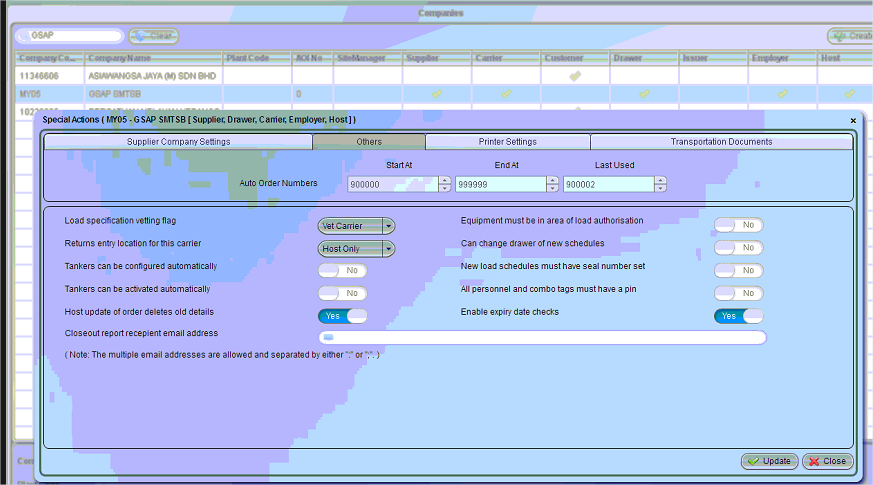 Companies
GSAP
Clear
Create
Company Co... Company Name Plant Code AOI No SiteManager Supplier Carrier Customer Drawer Issuer Employer Host
11346606 ASIAWANGSA JAYA (M) SDN BHD
MY05 GSAP SMTSB 0
Special Actions ( MY05 - GSAP SMTSB [ Supplier, Drawer, Carrier, Employer, Host ] )
Supplier Company Settings Others Printer Settings Transportation Documents
Start At End At Last Used
Auto Order Numbers 900000 999999 900002
Load specification vetting flag Vet Carrier Equipment must be in area of load authorisation No
Returns entry location for this carrier Host Only Can change drawer of new schedules No
Tankers can be configured automatically No New load schedules must have seal number set No
Tankers can be activated automatically No All personnel and combo tags must have a pin No
Host update of order deletes old details Yes Enable expiry date checks Yes
Closeout report recepient email address
( Note: The multiple email addresses are allowed and separated by either ":" or ";". )
Update Close